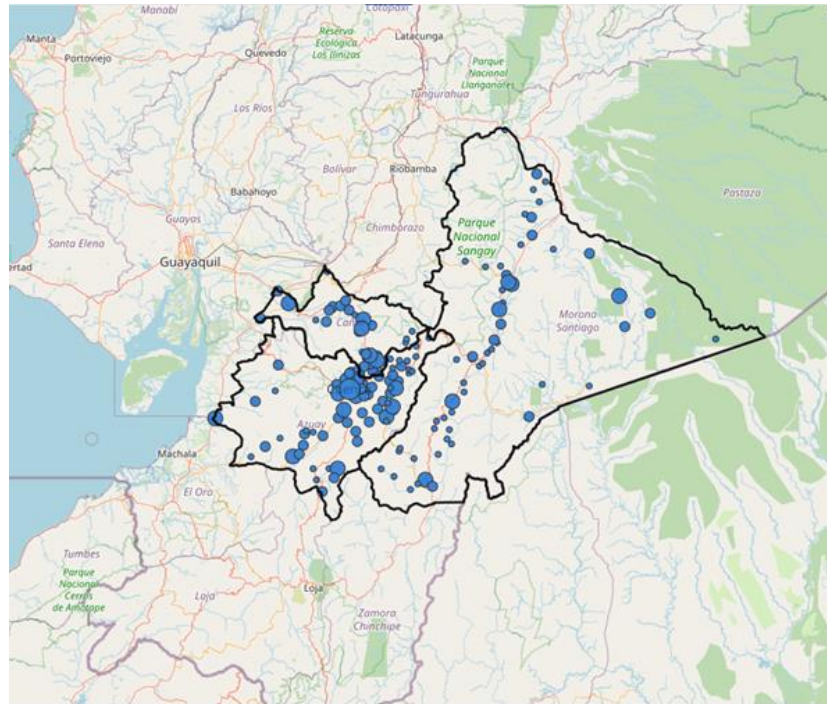 Cotopaxi
Manabí
Manta
Portoviejo
Quevedo
Reserva
Ecológica
Los Ilinizas
Latacunga
Parque
Nacional
Llanganates
Tungurahua
Los Ríos
Bolívar
Riobamba
Babahoyo
Pastaza
Guayas
Chimborazo
Parque
Nacional
Sangay
Santa Elena
Guayaquil
ertad
Morona
Santiago
Azuay
Machala
El Oro
Tumbes
Parque
Nacional
Cerros
de Amotape
Loja
Loja
Zamora
Chinchipe